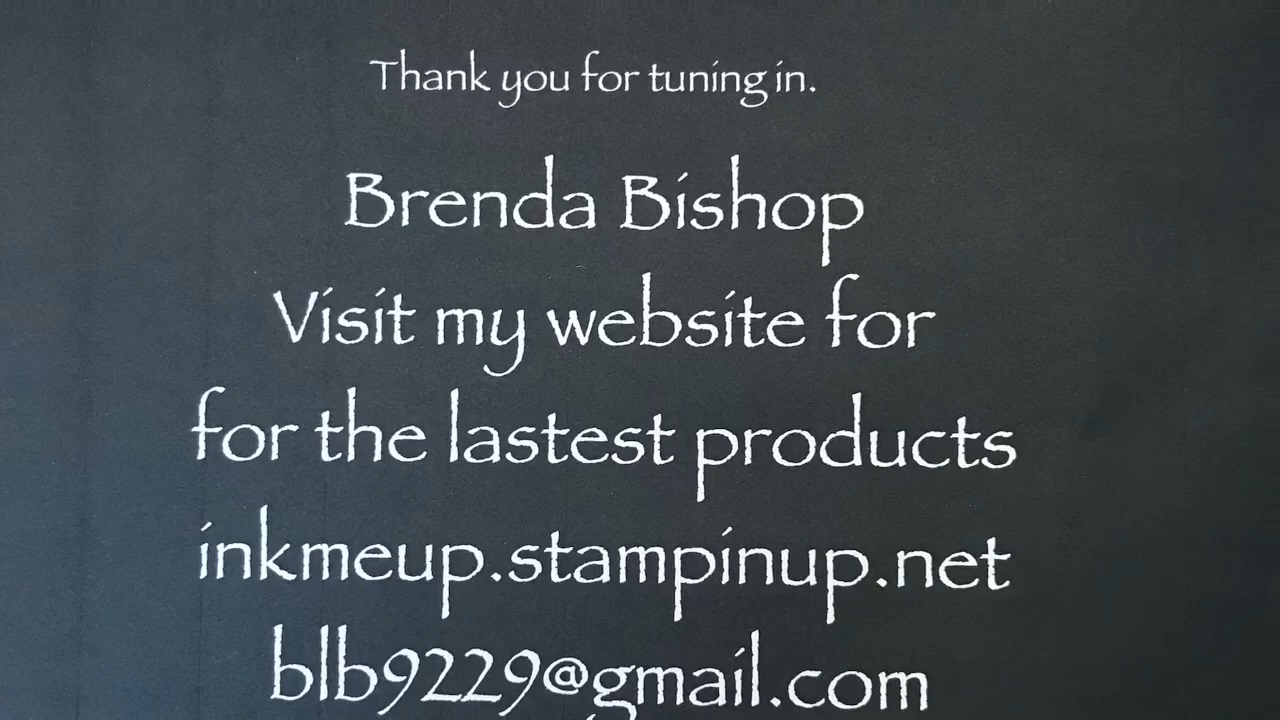 Thank you for tuning in.
Brenda Bishop
Visit my website for
for the lastest products
inkmeup.stampinup.net
blb9229@gmail.com